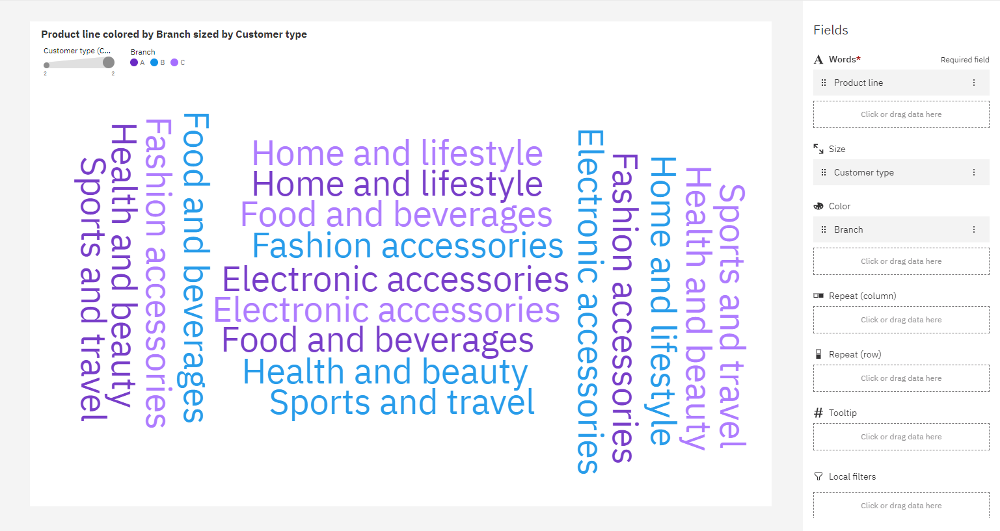 Product line colored by Branch sized by Customer type
Customer type (C...
2
2
Branch
A
B
C
Sports and travel
Health and beauty
Fashion accessories
Food and beverages
Home and lifestyle
Home and lifestyle
Food and beverages
Fashion accessories
Electronic accessories
Electronic accessories
Food and beverages
Health and beauty
Sports and travel
Electronic accessories
Fashion accessories
Home and lifestyle
Health and beauty
Sports and travel
Fields
Words*
Required field
Product line
Click or drag data here
Size
Customer type
Color
Branch
Click or drag data here
Repeat (column)
Click or drag data here
Repeat (row)
Click or drag data here
Tooltip
Click or drag data here
Local filters
Click or drag data here